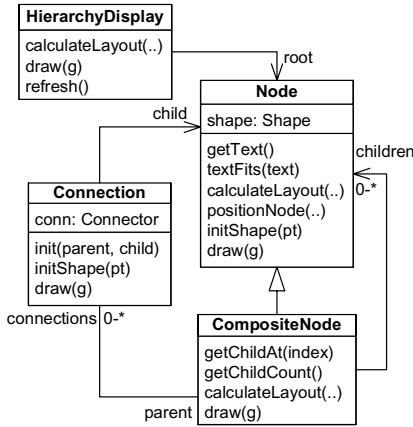 HierarchyDisplay
calculateLayout(..)
draw(g)
refresh()
root
child
Node
shape: Shape
getText()
textFits(text)
calculateLayout(..)
positionNode(..)
initShape(pt)
draw(g)
children
0-*
Connection
conn: Connector
init(parent, child)
initShape(pt)
draw(g)
connections
0-*
CompositeNode
getChildAt(index)
getChildCount()
calculateLayout(..)
draw(g)
parent